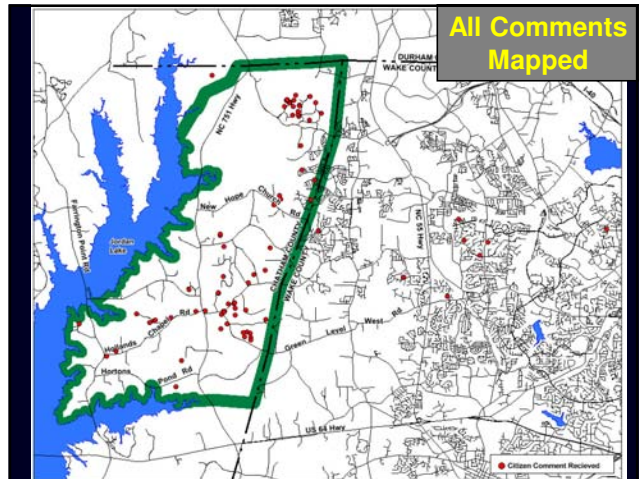 All Comments
Mapped
DURHAM
WAKE COUNT
I-40
NC 751 Hwy
New Hope Church Rd
NC 55 Hwy
Farrington Point Rd
Jordan
Lake
CHATHAM COUNTY
WAKE COUNTY
Hollands Chapel Rd
Green Level West Rd
Hortons Pond Rd
US 64 Hwy
Citizen Comment Recieved